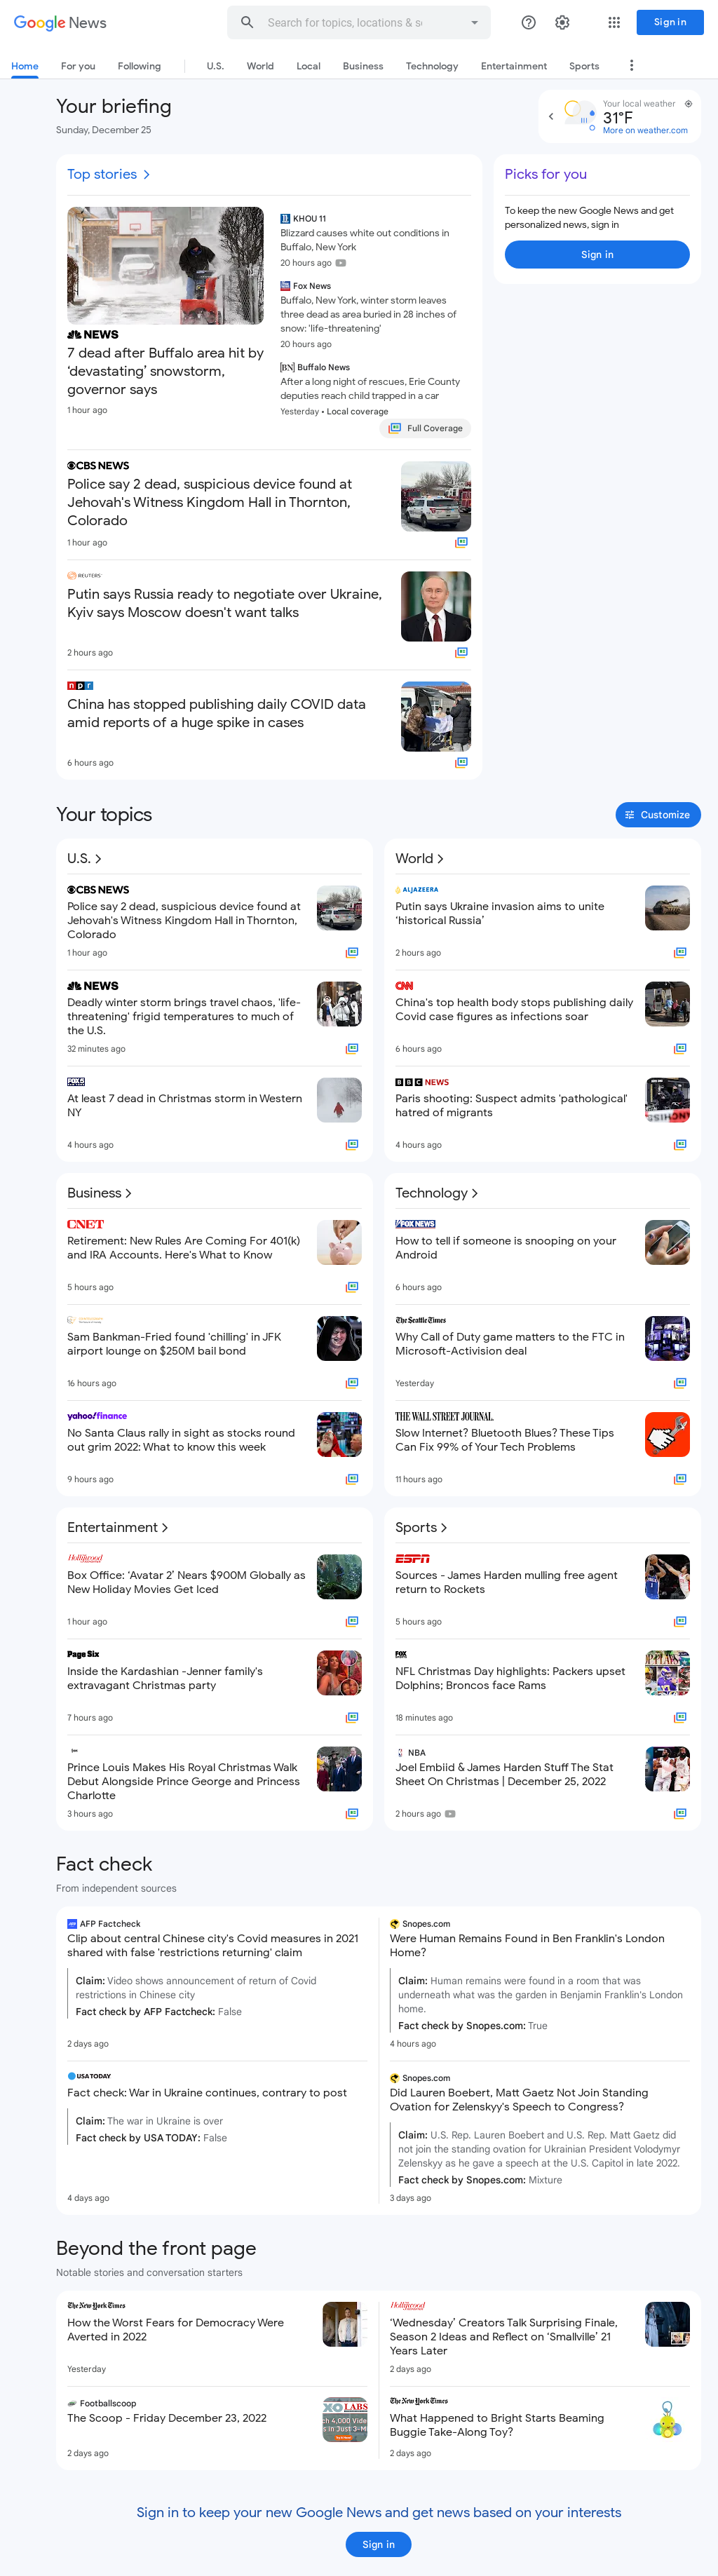 Google News
Search for topics, locations & so
Sign in
Home
For you
Following
U.S.
World
Local
Business
Technology
Entertainment
Sports
Your briefing
Sunday, December 25
Your local weather
31°F
More on weather.com
Top stories
NEWS
7 dead after Buffalo area hit by
‘devastating’ snowstorm,
governor says
1 hour ago
KHOU 11
Blizzard causes white out conditions in
Buffalo, New York
20 hours ago
Fox News
Buffalo, New York, winter storm leaves
three dead as area buried in 28 inches of
snow: 'life-threatening'
20 hours ago
Buffalo News
After a long night of rescues, Erie County
deputies reach child trapped in a car
Yesterday • Local coverage
Full Coverage
CBS NEWS
Police say 2 dead, suspicious device found at
Jehovah's Witness Kingdom Hall in Thornton,
Colorado
1 hour ago
REUTERS
Putin says Russia ready to negotiate over Ukraine,
Kyiv says Moscow doesn't want talks
2 hours ago
npr
China has stopped publishing daily COVID data
amid reports of a huge spike in cases
6 hours ago
Picks for you
To keep the new Google News and get
personalized news, sign in
Sign in
Your topics
Customize
U.S.
CBS NEWS
Police say 2 dead, suspicious device found at
Jehovah's Witness Kingdom Hall in Thornton,
Colorado
1 hour ago
NEWS
Deadly winter storm brings travel chaos, 'life-
threatening' frigid temperatures to much of
the U.S.
32 minutes ago
FOX 5
At least 7 dead in Christmas storm in Western
NY
4 hours ago
World
ALJAZEERA
Putin says Ukraine invasion aims to unite
‘historical Russia’
2 hours ago
CNN
China's top health body stops publishing daily
Covid case figures as infections soar
6 hours ago
BBC NEWS
Paris shooting: Suspect admits 'pathological'
hatred of migrants
4 hours ago
Business
CNET
Retirement: New Rules Are Coming For 401(k)
and IRA Accounts. Here's What to Know
5 hours ago
Sam Bankman-Fried found 'chilling' in JFK
airport lounge on $250M bail bond
16 hours ago
yahoo!finance
No Santa Claus rally in sight as stocks round
out grim 2022: What to know this week
9 hours ago
Technology
FOX NEWS
How to tell if someone is snooping on your
Android
6 hours ago
The Seattle Times
Why Call of Duty game matters to the FTC in
Microsoft-Activision deal
Yesterday
THE WALL STREET JOURNAL.
Slow Internet? Bluetooth Blues? These Tips
Can Fix 99% of Your Tech Problems
11 hours ago
Entertainment
Hollywood
Box Office: ‘Avatar 2’ Nears $900M Globally as
New Holiday Movies Get Iced
1 hour ago
Page Six
Inside the Kardashian -Jenner family's
extravagant Christmas party
7 hours ago
Prince Louis Makes His Royal Christmas Walk
Debut Alongside Prince George and Princess
Charlotte
3 hours ago
Sports
ESPN
Sources - James Harden mulling free agent
return to Rockets
5 hours ago
FOX
NFL Christmas Day highlights: Packers upset
Dolphins; Broncos face Rams
18 minutes ago
NBA
Joel Embiid & James Harden Stuff The Stat
Sheet On Christmas | December 25, 2022
2 hours ago
Fact check
From independent sources
AFP Factcheck
Clip about central Chinese city's Covid measures in 2021
shared with false 'restrictions returning' claim
Claim: Video shows announcement of return of Covid
restrictions in Chinese city
Fact check by AFP Factcheck: False
2 days ago
Snopes.com
Were Human Remains Found in Ben Franklin's London
Home?
Claim: Human remains were found in a room that was
underneath what was the garden in Benjamin Franklin's London
home.
Fact check by Snopes.com: True
4 hours ago
USA TODAY
Fact check: War in Ukraine continues, contrary to post
Claim: The war in Ukraine is over
Fact check by USA TODAY: False
4 days ago
Snopes.com
Did Lauren Boebert, Matt Gaetz Not Join Standing
Ovation for Zelenskyy's Speech to Congress?
Claim: U.S. Rep. Lauren Boebert and U.S. Rep. Matt Gaetz did
not join the standing ovation for Ukrainian President Volodymyr
Zelenskyy as he gave a speech at the U.S. Capitol in late 2022.
Fact check by Snopes.com: Mixture
3 days ago
Beyond the front page
Notable stories and conversation starters
The New York Times
How the Worst Fears for Democracy Were
Averted in 2022
Yesterday
Hollywood
‘Wednesday’ Creators Talk Surprising Finale,
Season 2 Ideas and Reflect on ‘Smallville’ 21
Years Later
2 days ago
Footballscoop
The Scoop - Friday December 23, 2022
2 days ago
XO LABS
ch 4,000 Vide
s in Just 3-M
The New York Times
What Happened to Bright Starts Beaming
Buggie Take-Along Toy?
2 days ago
Sign in to keep your new Google News and get news based on your interests
Sign in